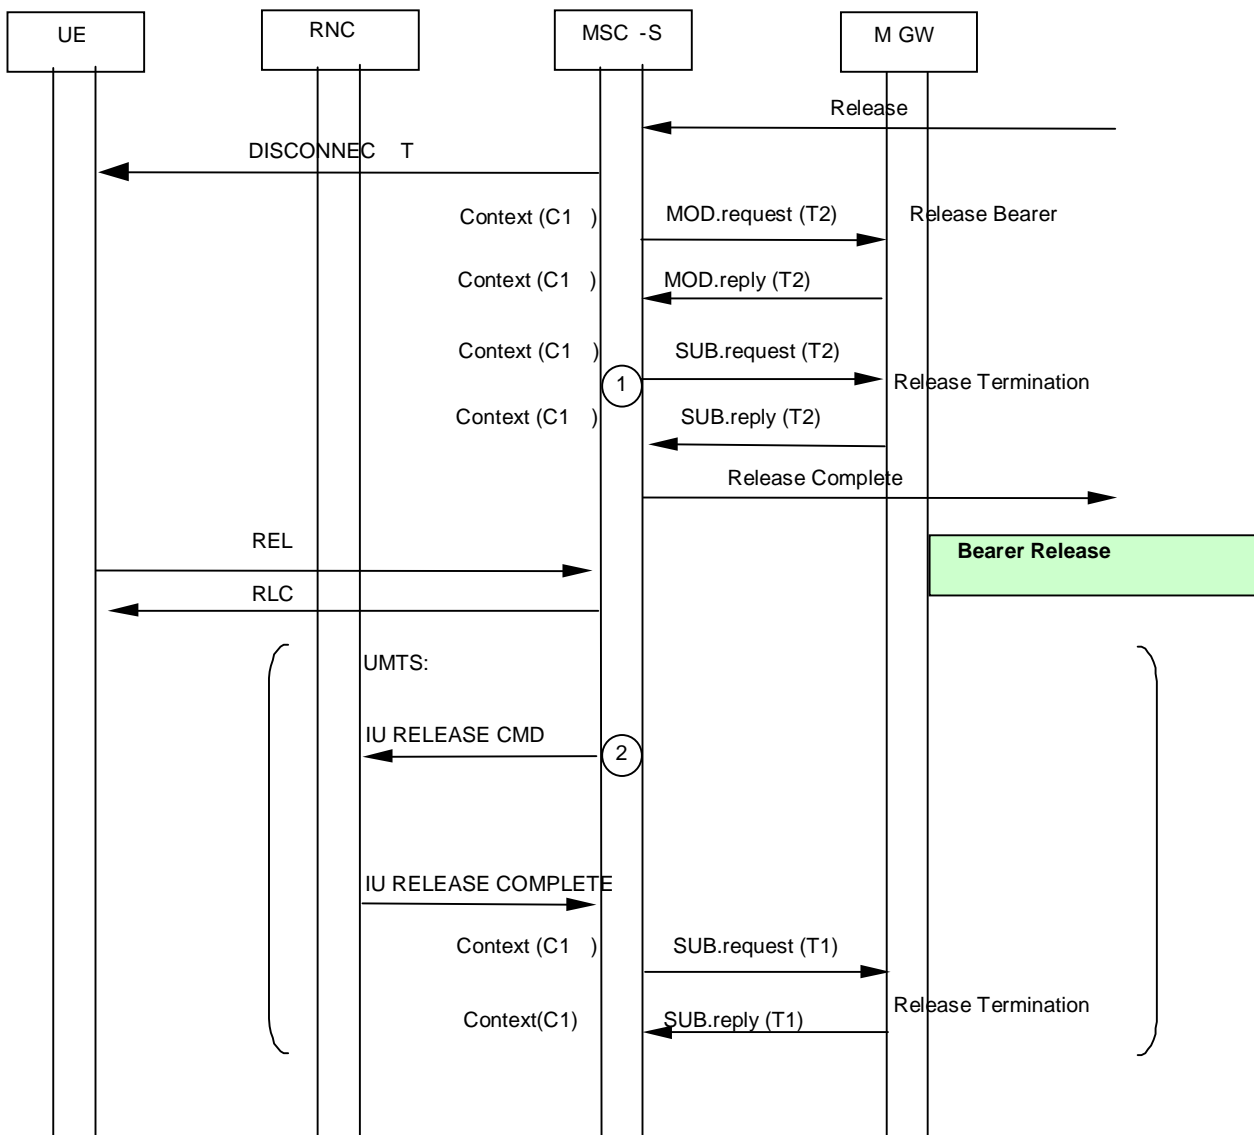 UE
RNC
MSC -S
M GW
Release
DISCONNEC T
Context (C1 )
MOD.request (T2)
Release Bearer
Context (C1 )
MOD.reply (T2)
Context (C1 )
SUB.request (T2)
1
Release Termination
Context (C1 )
SUB.reply (T2)
Release Complete
REL
Bearer Release
RLC
UMTS:
IU RELEASE CMD
2
IU RELEASE COMPLETE
Context (C1 )
SUB.request (T1)
Release Termination
Context(C1)
SUB.reply (T1)